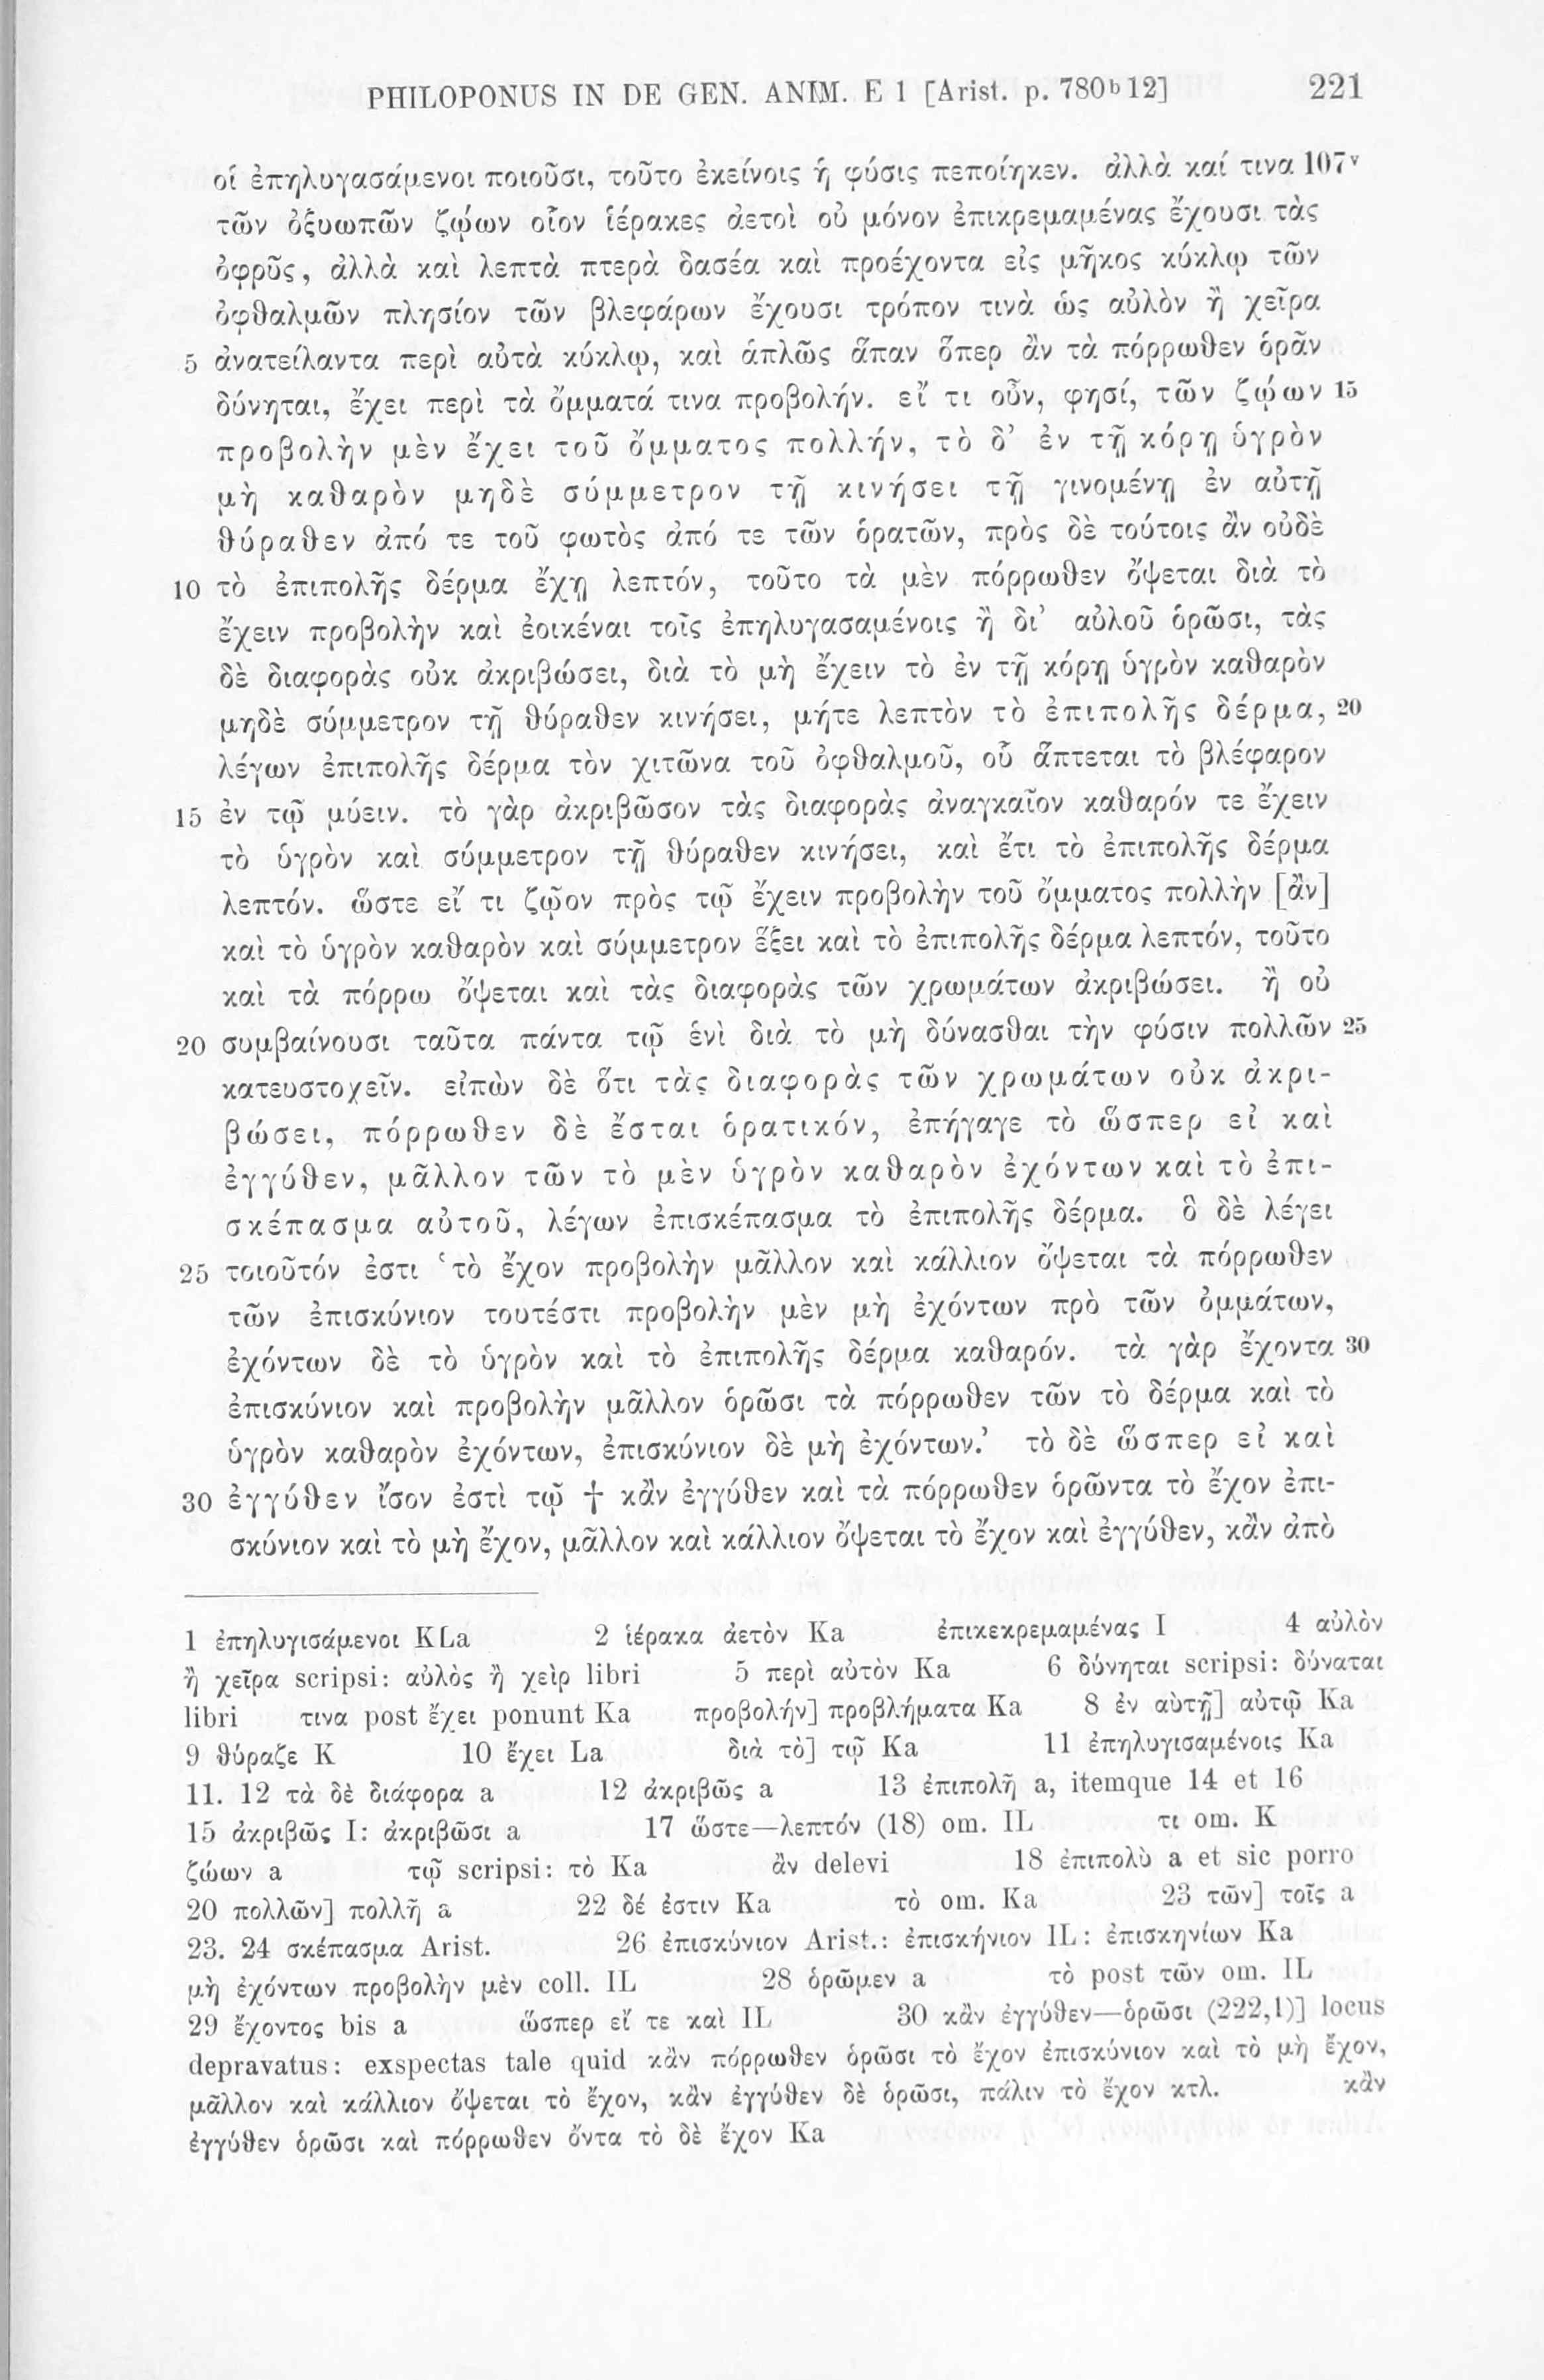 PHILOPONUS IN DE GEN. ANIM. E 1 [Arist. p. 780b12] 221
οἱ ἐπηλυγασάμενοι ποιοῦσι, τοῦτο ἐκείνοις ἡ φύσις πεποίηκεν. ἀλλὰ καί τινα 107v
τῶν ὀξυωπῶν ζῴων οἷον ἱέρακες ἀετοὶ οὐ μόνον ἐπικρεμαμένας ἔχουσι τὰς
ὀφρῦς, ἀλλὰ καὶ λεπτὰ πτερὰ δασέα καὶ προέχοντα εἰς μῆκος κύκλῳ τῶν
ὀφθαλμῶν πλησίον τῶν βλεφάρων ἔχουσι τρόπον τινὰ ὡς αὐλὸν ἢ χεῖρα
5 ἀνατείλαντα περὶ αὐτὰ κύκλῳ, καὶ ἁπλῶς ἅπαν ὅπερ ἂν τὰ πόρρωθεν ὁρᾶν
δύνηται, ἔχει περὶ τὰ ὄμματά τινα προβολήν. εἴ τι οὖν, φησί, τῶν ζῴων 15
προβολὴν μὲν ἔχει τοῦ ὄμματος πολλήν, τὸ δ’ ἐν τῇ κόρῃ ὑγρὸν
μὴ καθαρὸν μηδὲ σύμμετρον τῇ κινήσει τῇ γινομένῃ ἐν αὐτῇ
θύραθεν ἀπό τε τοῦ φωτὸς ἀπό τε τῶν ὁρατῶν, πρὸς δὲ τούτοις ἂν οὐδὲ
10 τὸ ἐπιπολῆς δέρμα ἔχῃ λεπτόν, τοῦτο τὰ μὲν πόρρωθεν ὄψεται διὰ τὸ
ἔχειν προβολὴν καὶ ἐοικέναι τοῖς ἐπηλυγασαμένοις ἢ δι’ αὐλοῦ ὁρῶσι, τὰς
δὲ διαφορὰς οὐκ ἀκριβώσει, διὰ τὸ μὴ ἔχειν τὸ ἐν τῇ κόρῃ ὑγρὸν καθαρὸν
μηδὲ σύμμετρον τῇ θύραθεν κινήσει, μήτε λεπτὸν τὸ ἐπιπολῆς δέρμα, 20
λέγων ἐπιπολῆς δέρμα τὸν χιτῶνα τοῦ ὀφθαλμοῦ, οὗ ἅπτεται τὸ βλέφαρον
15 ἐν τῷ μύειν. τὸ γὰρ ἀκριβῶσον τὰς διαφορὰς ἀναγκαῖον καθαρόν τε ἔχειν
τὸ ὑγρὸν καὶ σύμμετρον τῇ θύραθεν κινήσει, καὶ ἔτι τὸ ἐπιπολῆς δέρμα
λεπτόν. ὥστε εἴ τι ζῷον πρὸς τῷ ἔχειν προβολὴν τοῦ ὄμματος πολλὴν [ἂν]
καὶ τὸ ὑγρὸν καθαρὸν καὶ σύμμετρον ἕξει καὶ τὸ ἐπιπολῆς δέρμα λεπτόν, τοῦτο
καὶ τὰ πόρρω ὄψεται καὶ τὰς διαφορὰς τῶν χρωμάτων ἀκριβώσει. ἢ οὐ
20 συμβαίνουσι ταῦτα πάντα τῷ ἑνὶ διὰ τὸ μὴ δύνασθαι τὴν φύσιν πολλῶν 25
κατευστοχεῖν. εἰπὼν δὲ ὅτι τὰς διαφορὰς τῶν χρωμάτων οὐκ ἀκρι-
βώσει, πόρρωθεν δὲ ἔσται ὁρατικόν, ἐπήγαγε τὸ ὥσπερ εἰ καὶ
ἐγγύθεν, μᾶλλον τῶν τὸ μὲν ὑγρὸν καθαρὸν ἐχόντων καὶ τὸ ἐπι-
σκέπασμα αὐτοῦ, λέγων ἐπισκέπασμα τὸ ἐπιπολῆς δέρμα. ὃ δὲ λέγει
25 τοιοῦτόν ἐστι ‘τὸ ἔχον προβολὴν μᾶλλον καὶ κάλλιον ὄψεται τὰ πόρρωθεν
τῶν ἐπισκύνιον τουτέστι προβολὴν μὲν μὴ ἐχόντων πρὸ τῶν ὀμμάτων,
ἐχόντων δὲ τὸ ὑγρὸν καὶ τὸ ἐπιπολῆς δέρμα καθαρόν. τὰ γὰρ ἔχοντα 30
ἐπισκύνιον καὶ προβολὴν μᾶλλον ὁρῶσι τὰ πόρρωθεν τῶν τὸ δέρμα καὶ τὸ
ὑγρὸν καθαρὸν ἐχόντων, ἐπισκύνιον δὲ μὴ ἐχόντων.’ τὸ δὲ ὥσπερ εἰ καὶ
30 ἐγγύθεν ἴσον ἐστὶ τῷ † κἂν ἐγγύθεν καὶ τὰ πόρρωθεν ὁρῶντα τὸ ἔχον ἐπι-
σκύνιον καὶ τὸ μὴ ἔχον, μᾶλλον καὶ κάλλιον ὄψεται τὸ ἔχον καὶ ἐγγύθεν, κἂν ἀπὸ
1 ἐπηλυγισάμενοι KLa 2 ἱέρακα ἀετὸν Ka ἐπικεκρεμαμένας I 4 αὐλὸν
ἢ χεῖρα scripsi: αὐλὸς ἢ χεὶρ libri 5 περὶ αὐτὸν Ka 6 δύνηται scripsi: δύναται
libri τινα post ἔχει ponunt Ka προβολήν] προβλήματα Ka 8 ἐν αὐτῇ] αὐτῷ Ka
9 θύραζε K 10 ἔχει La διὰ τὸ] τῷ Ka 11 ἐπηλυγισαμένοις Ka
11. 12 τὰ δὲ διάφορα a 12 ἀκριβῶς a 13 ἐπιπολῇ a, itemque 14 et 16
15 ἀκριβῶς I: ἀκριβῶσι a 17 ὥστε—λεπτόν (18) om. IL τι om. K
ζώων a τῷ scripsi: τὸ Ka ἂν delevi 18 ἐπιπολὺ a et sic porro
20 πολλῶν] πολλῇ a 22 δέ ἐστιν Ka τὸ om. Ka 23 τῶν] τοῖς a
23. 24 σκέπασμα Arist. 26 ἐπισκύνιον Arist.: ἐπισκήνιον IL: ἐπισκηνίων Ka
μὴ ἐχόντων προβολὴν μὲν coll. IL 28 ὁρῶμεν a τὸ post τῶν om. IL
29 ἔχοντος bis a ὥσπερ εἴ τε καὶ IL 30 κἂν ἐγγύθεν—ὁρῶσι (222,1)] locus
depravatus: exspectas tale quid κἂν πόρρωθεν ὁρῶσι τὸ ἔχον ἐπισκύνιον καὶ τὸ μὴ ἔχον,
μᾶλλον καὶ κάλλιον ὄψεται τὸ ἔχον, κἂν ἐγγύθεν δὲ ὁρῶσι, πάλιν τὸ ἔχον κτλ. κἂν
ἐγγύθεν ὁρῶσι καὶ πόρρωθεν ὄντα τὸ δὲ ἔχον Ka